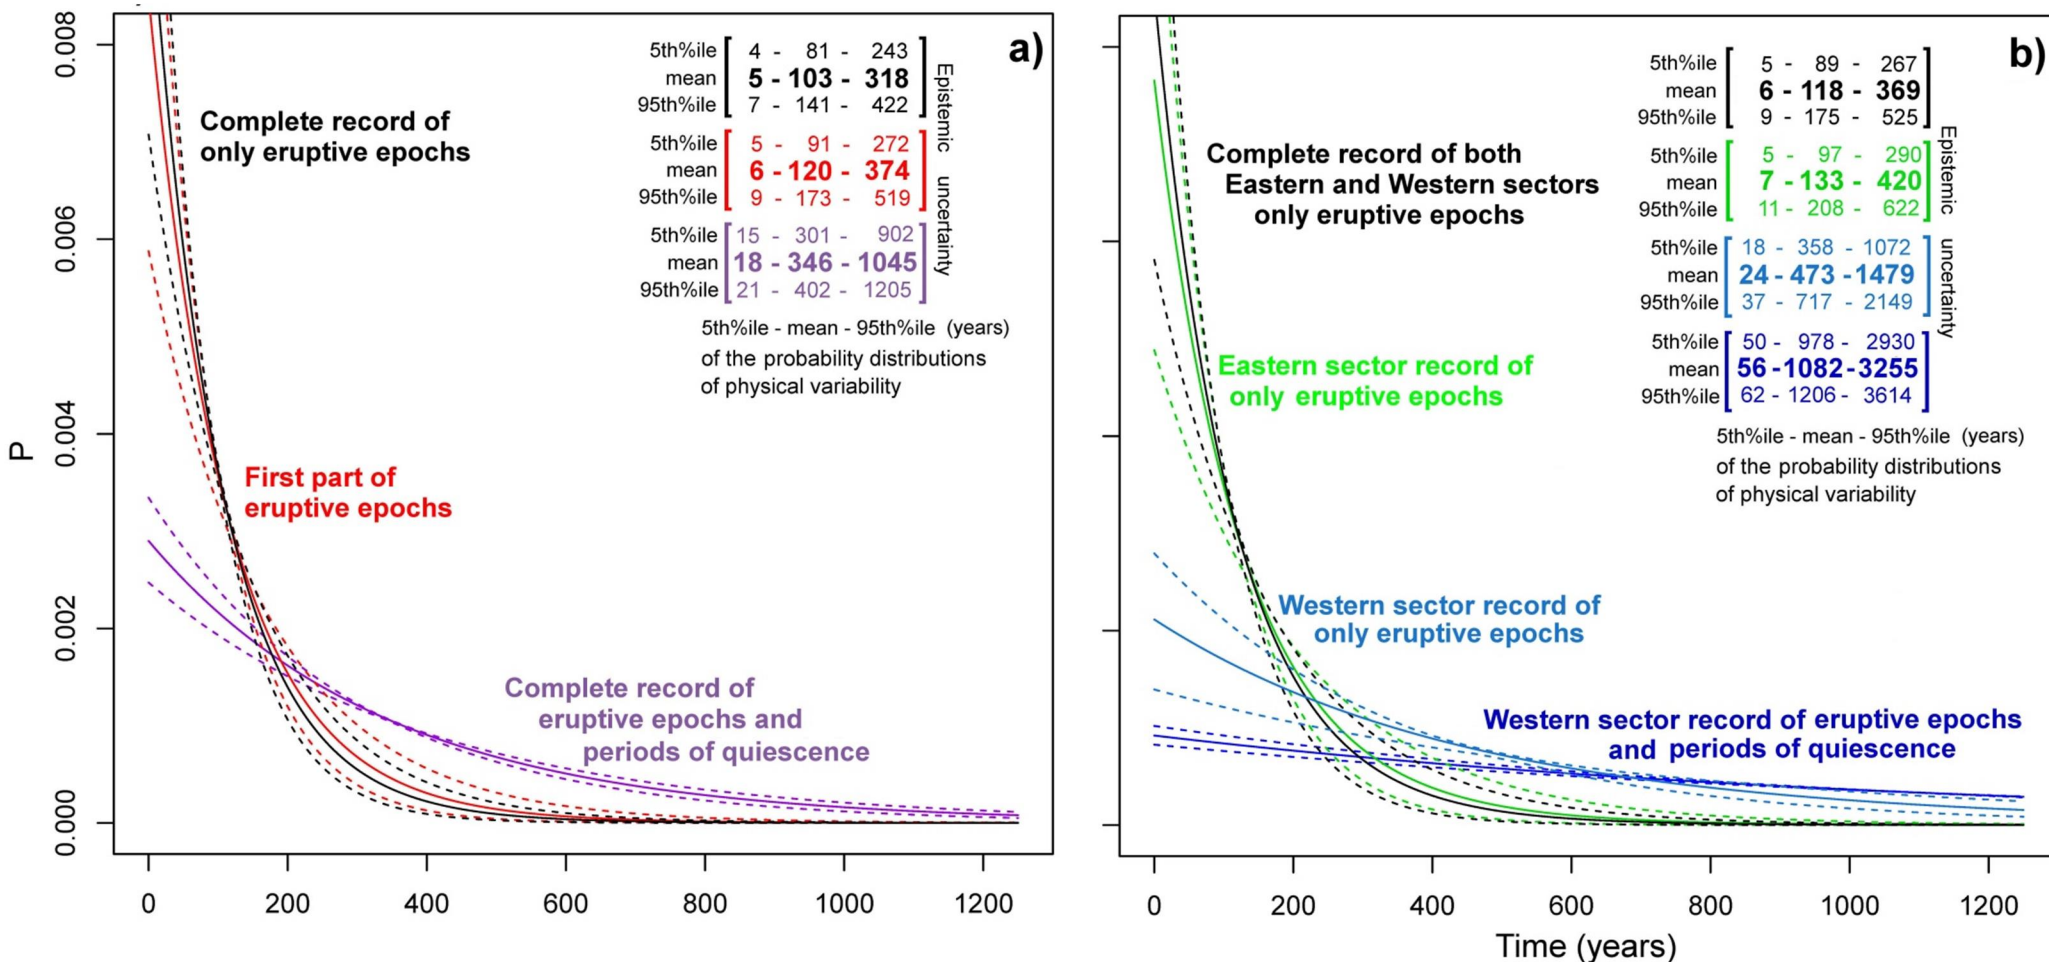 a)
0.008
0.006
0.004
0.002
0.000
P
0 200 400 600 800 1000 1200
5th%ile 4 - 81 - 243
mean 5 - 103 - 318
95th%ile 7 - 141 - 422
5th%ile 5 - 91 - 272
mean 6 - 120 - 374
95th%ile 9 - 173 - 519
5th%ile 15 - 301 - 902
mean 18 - 346 - 1045
95th%ile 21 - 402 - 1205
Epistemic uncertainty
5th%ile - mean - 95th%ile (years)
of the probability distributions
of physical variability
Complete record of
only eruptive epochs
First part of
eruptive epochs
Complete record of
eruptive epochs and
periods of quiescence
b)
5th%ile 5 - 89 - 267
mean 6 - 118 - 369
95th%ile 9 - 175 - 525
5th%ile 5 - 97 - 290
mean 7 - 133 - 420
95th%ile 11 - 208 - 622
5th%ile 18 - 358 - 1072
mean 24 - 473 - 1479
95th%ile 37 - 717 - 2149
5th%ile 50 - 978 - 2930
mean 56 - 1082 - 3255
95th%ile 62 - 1206 - 3614
Epistemic uncertainty
5th%ile - mean - 95th%ile (years)
of the probability distributions
of physical variability
Complete record of both
Eastern and Western sectors
only eruptive epochs
Eastern sector record of
only eruptive epochs
Western sector record of
only eruptive epochs
Western sector record of eruptive epochs
and periods of quiescence
0 200 400 600 800 1000 1200
Time (years)